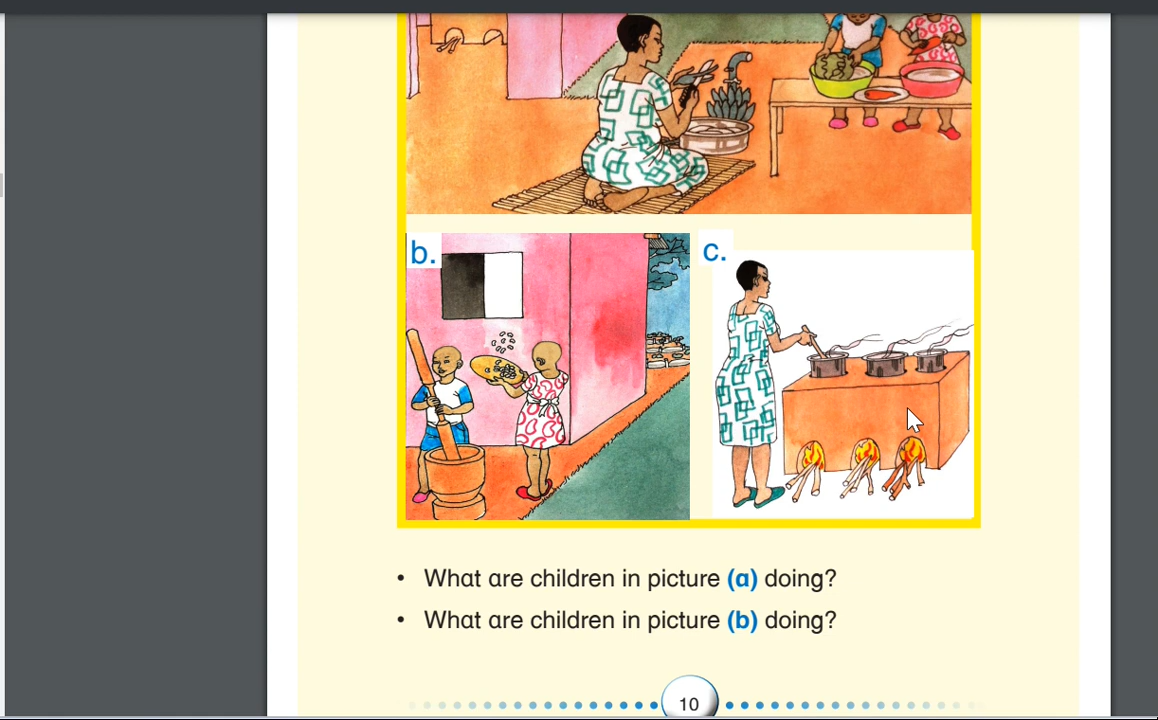 b.
c.
• What are children in picture (a) doing?
• What are children in picture (b) doing?
10